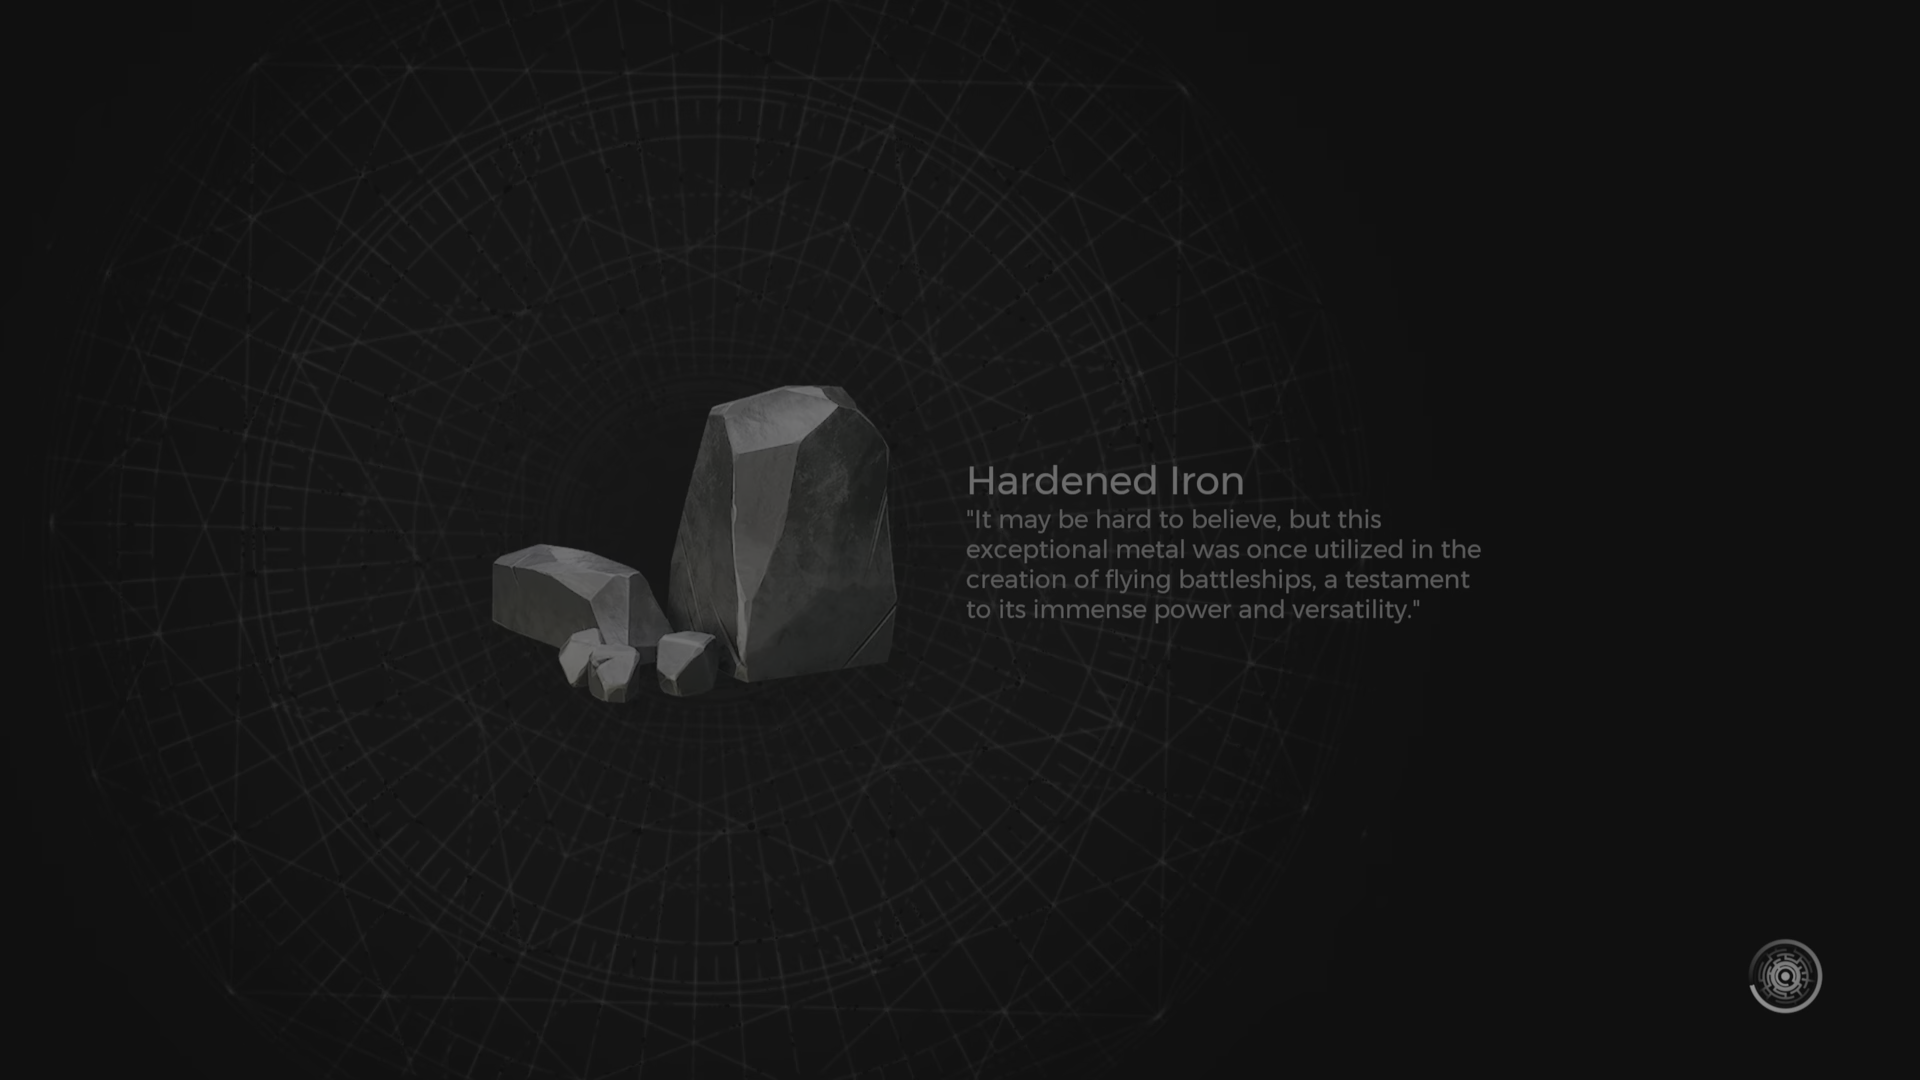 Hardened Iron
"It may be hard to believe, but this
exceptional metal was once utilized in the
creation of flying battleships, a testament
to its immense power and versatility."